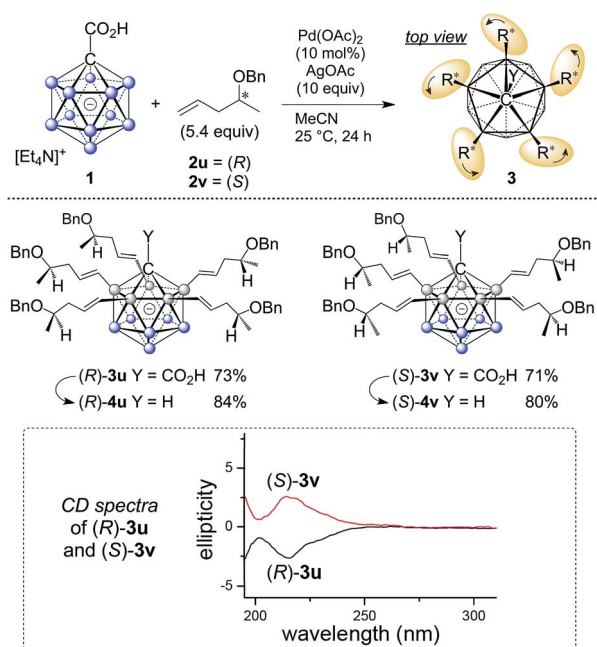 CO₂H
C
⊖
[Et₄N]⁺
1
+
OBn
*
(5.4 equiv)
2u = (R)
2v = (S)
Pd(OAc)₂
(10 mol%)
AgOAc
(10 equiv)
MeCN
25 °C, 24 h
top view
R*
R*
R*
R*
R*
Y
C
3
BnO
H
BnO
H
BnO
H
Y
C
OBn
H
OBn
H
⊖
(R)-3u Y = CO₂H 73%
(R)-4u Y = H 84%
BnO
H
BnO
H
BnO
H
Y
C
OBn
H
OBn
H
⊖
(S)-3v Y = CO₂H 71%
(S)-4v Y = H 80%
CD spectra
of (R)-3u
and (S)-3v
ellipticity
5
0
-5
(S)-3v
(R)-3u
200 250 300
wavelength (nm)